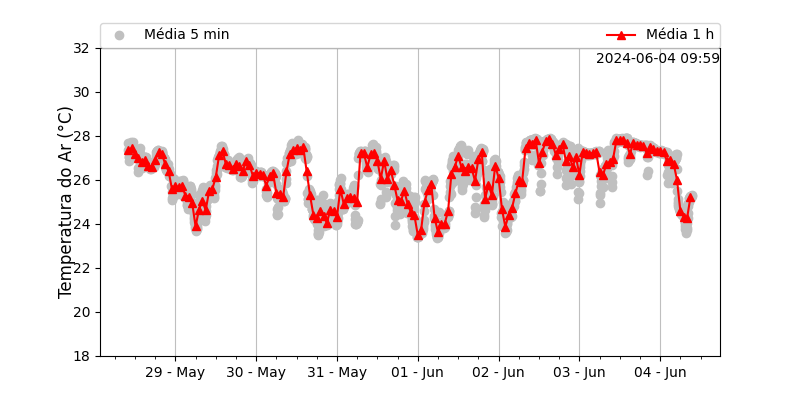 Média 5 min
Média 1 h
2024-06-04 09:59
Temperatura do Ar (°C)
32
30
28
26
24
22
20
18
29 - May
30 - May
31 - May
01 - Jun
02 - Jun
03 - Jun
04 - Jun